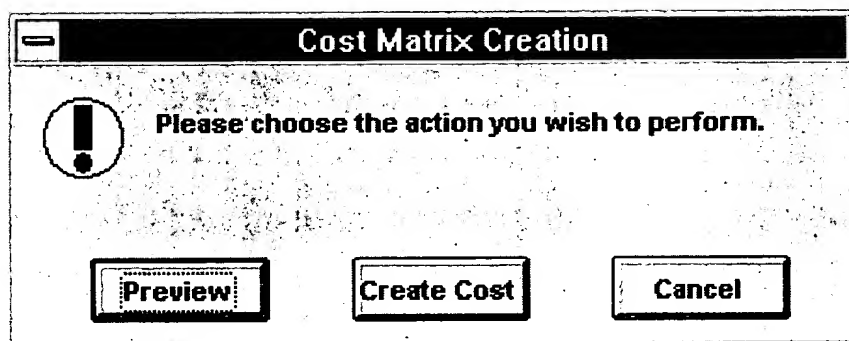 Cost Matrix Creation
Please choose the action you wish to perform.
Preview Create Cost Cancel